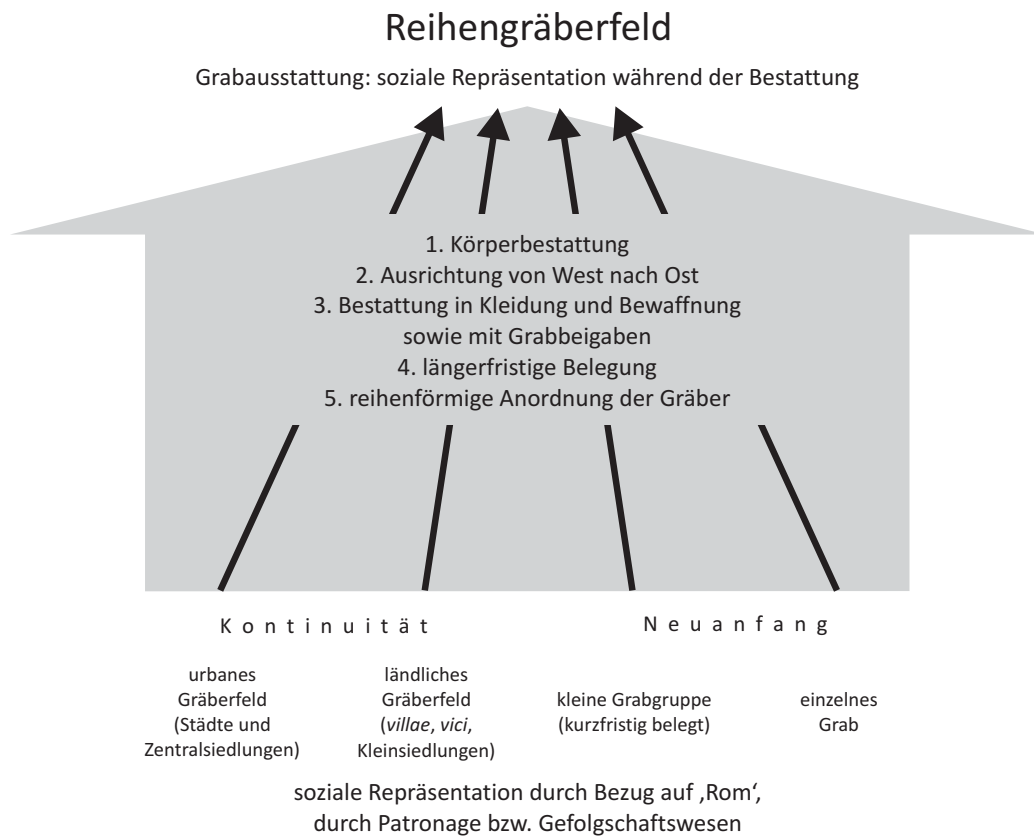 Reihengräberfeld
Grabausstattung: soziale Repräsentation während der Bestattung
1. Körperbestattung
2. Ausrichtung von West nach Ost
3. Bestattung in Kleidung und Bewaffnung
sowie mit Grabbeigaben
4. längerfristige Belegung
5. reihenförmige Anordnung der Gräber
Kontinuität
Neuanfang
urbanes
Gräberfeld
(Städte und
Zentralsiedlungen)
ländliches
Gräberfeld
(villae, vici,
Kleinsiedlungen)
kleine Grabgruppe
(kurzfristig belegt)
einzelnes
Grab
soziale Repräsentation durch Bezug auf ‚Rom‘,
durch Patronage bzw. Gefolgschaftswesen